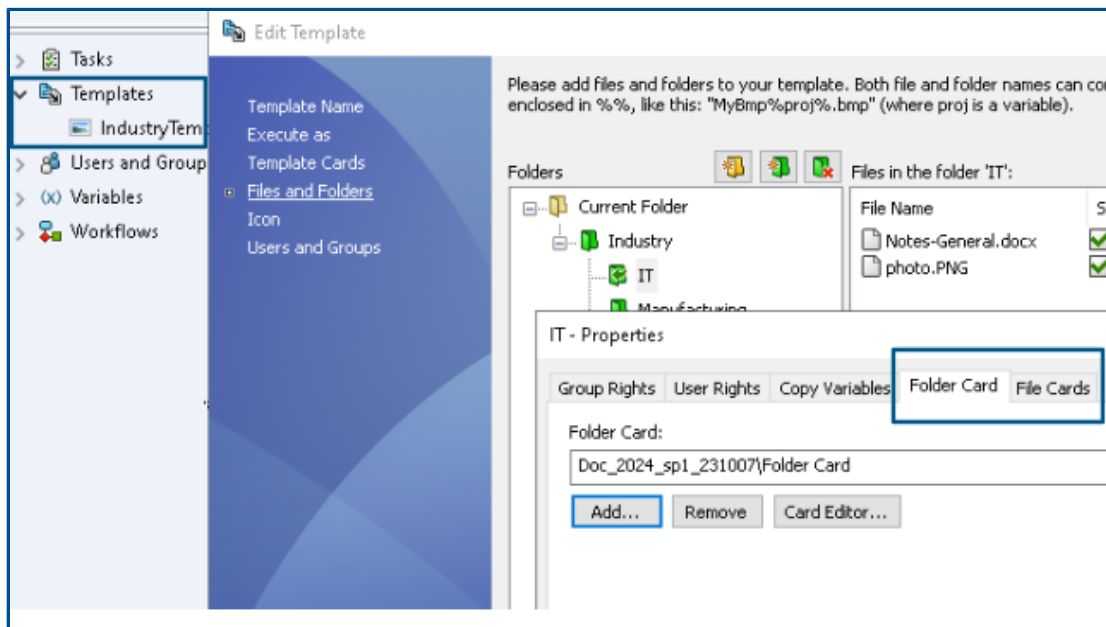 Edit Template
Tasks
Templates
IndustryTem
Users and Group
Variables
Workflows
Template Name
Execute as
Template Cards
Files and Folders
Icon
Users and Groups
Please add files and folders to your template. Both file and folder names can co
enclosed in %%, like this: "MyBmp%proj%.bmp" (where proj is a variable).
Folders
Current Folder
Industry
IT
Manufacturing
Files in the folder 'IT':
File Name S
Notes-General.docx
photo.PNG
IT - Properties
Group Rights User Rights Copy Variables Folder Card File Cards
Folder Card:
Doc_2024_sp1_231007\Folder Card
Add... Remove Card Editor...